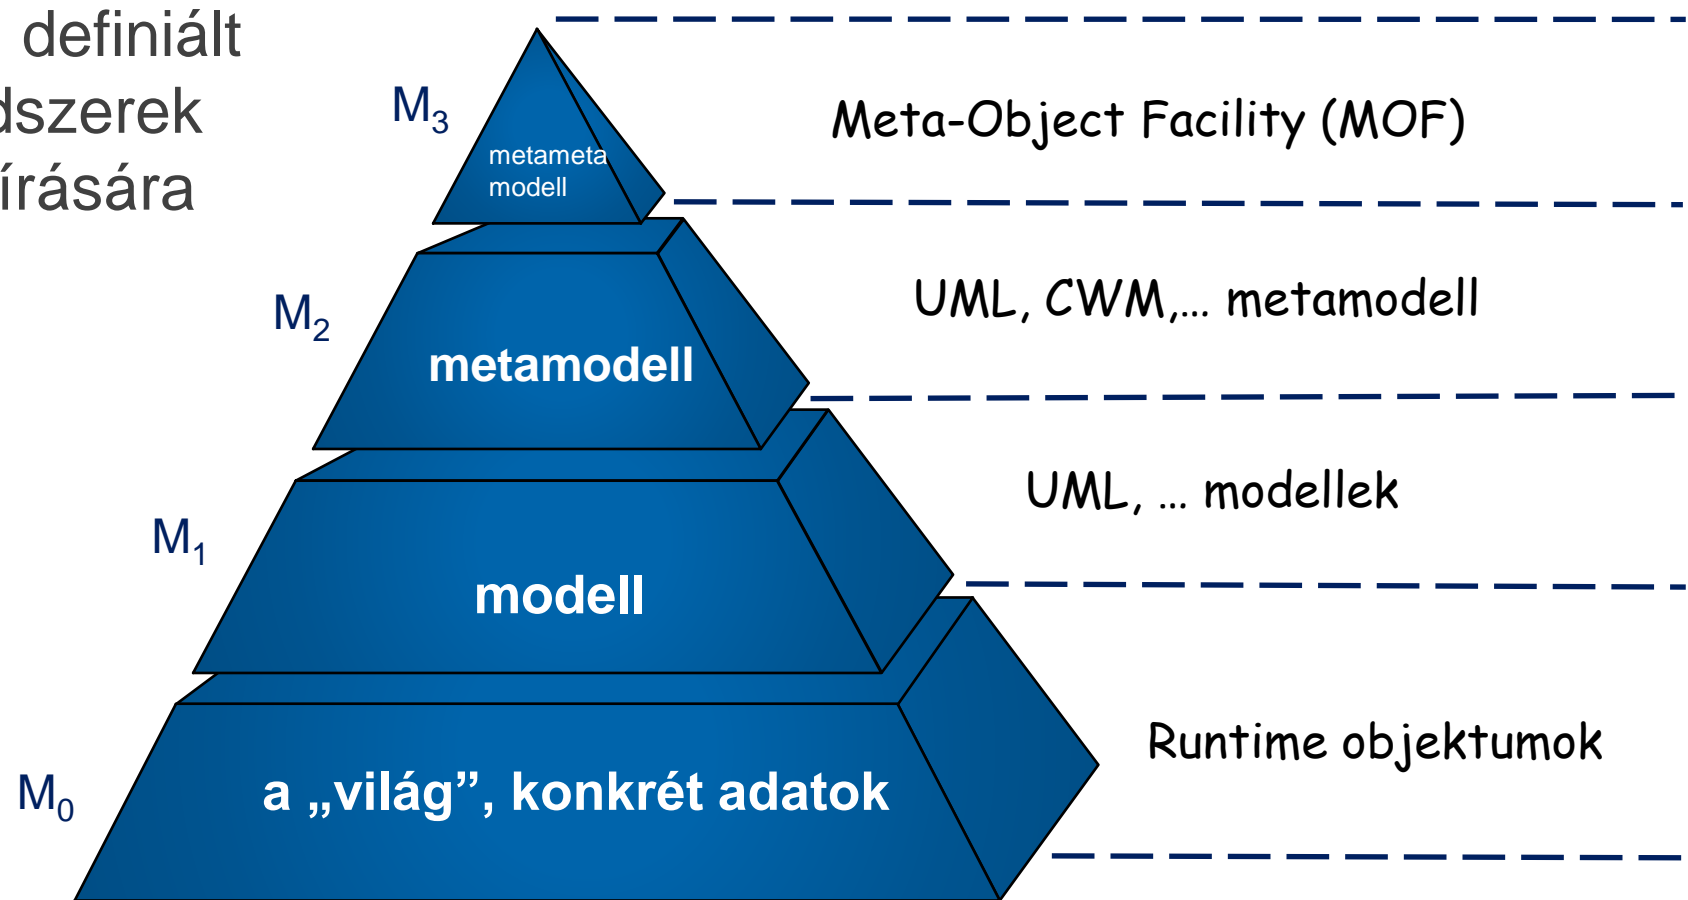 definiált
dszerek
írására
M3
metameta
modell
Meta-Object Facility (MOF)
M2
metamodell
UML, CWM,... metamodell
M1
modell
UML, ... modellek
M0
a „világ”, konkrét adatok
Runtime objektumok